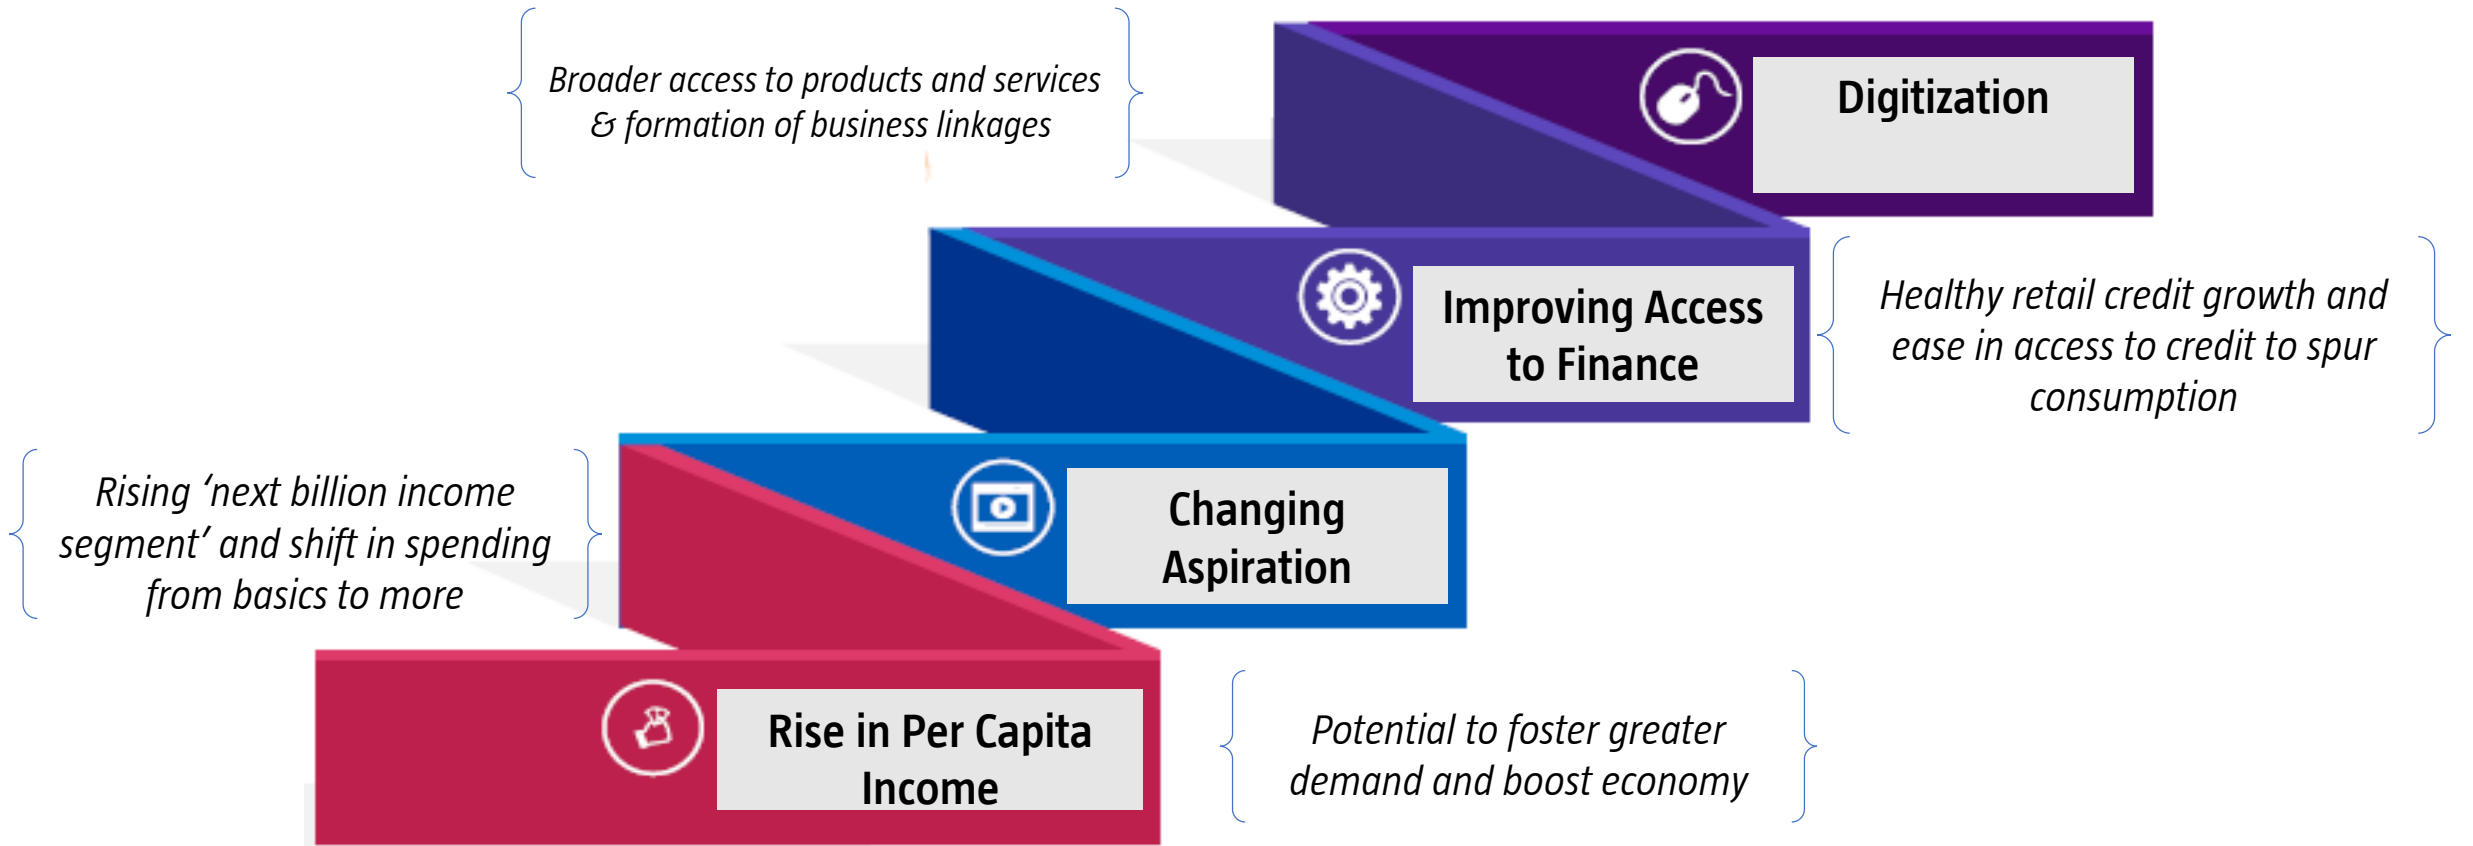 Broader access to products and services
& formation of business linkages
Digitization
Improving Access
to Finance
Healthy retail credit growth and
ease in access to credit to spur
consumption
Rising ‘next billion income
segment’ and shift in spending
from basics to more
Changing
Aspiration
Rise in Per Capita
Income
Potential to foster greater
demand and boost economy